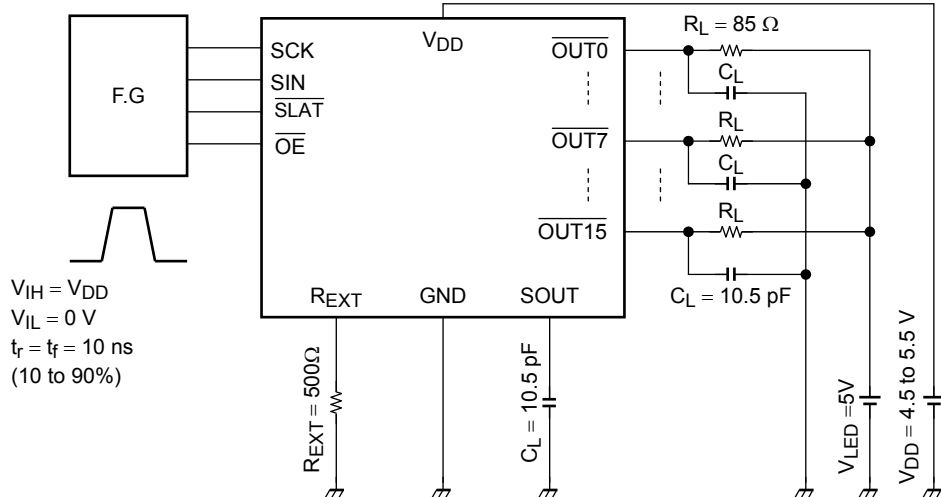 V_DD
R_L = 85 Ω
SCK
OUT0
SIN
C_L
F.G
SLAT
R_L
OE
OUT7
C_L
R_L
OUT15
V_IH = V_DD
V_IL = 0 V
t_r = t_f = 10 ns
(10 to 90%)
R_EXT
GND
SOUT
C_L = 10.5 pF
R_EXT = 500Ω
C_L = 10.5 pF
V_LED =5V
V_DD = 4.5 to 5.5 V